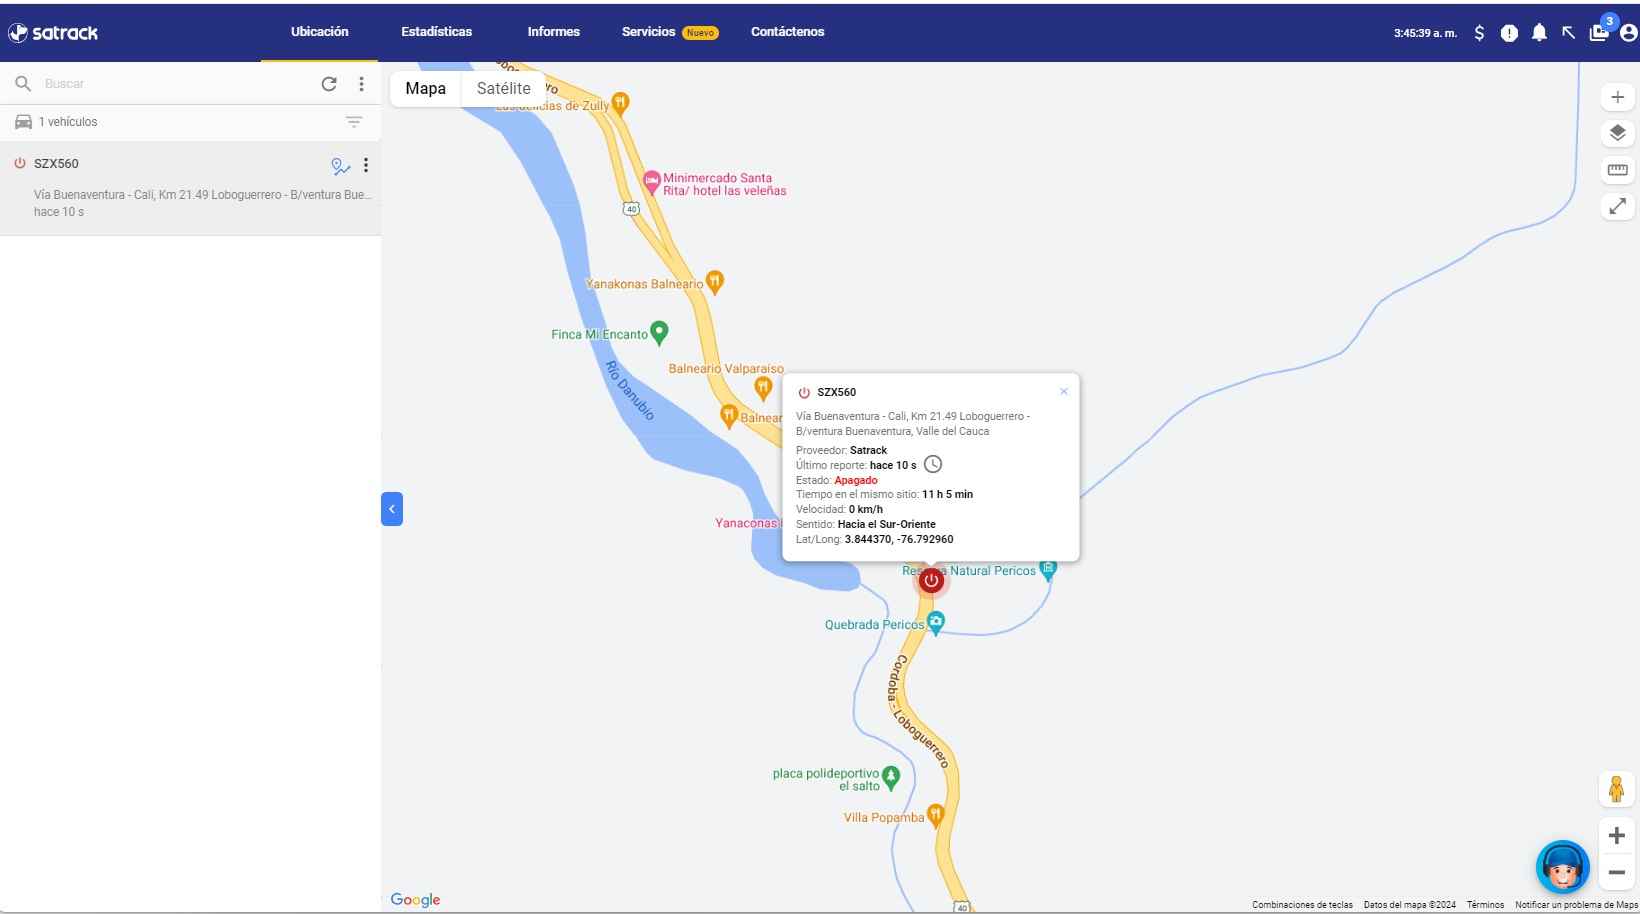 satrack
Ubicación
Estadísticas
Informes
Servicios Nuevo
Contáctenos
3:45:39 a. m.
3
Buscar
1 vehículos
SZX560
Vía Buenaventura - Cali, Km 21.49 Loboguerrero - B/ventura Bue...
hace 10 s
Mapa
Satélite
Las delicias de Zully
Minimercado Santa
Rita/ hotel las veleñas
40
Yanakonas Balneario
Finca Mi Encanto
Río Danubio
Balneario Valparaíso
Balnear
Yanaconas
SZX560
Vía Buenaventura - Cali, Km 21.49 Loboguerrero -
B/ventura Buenaventura, Valle del Cauca
Proveedor: Satrack
Último reporte: hace 10 s
Estado: Apagado
Tiempo en el mismo sitio: 11 h 5 min
Velocidad: 0 km/h
Sentido: Hacia el Sur-Oriente
Lat/Long: 3.844370, -76.792960
Reserva Natural Pericos
Quebrada Pericos
Cordoba - Loboguerrero
placa polideportivo
el salto
Villa Popamba
40
Google
Combinaciones de teclas
Datos del mapa ©2024
Términos
Notificar un problema de Maps